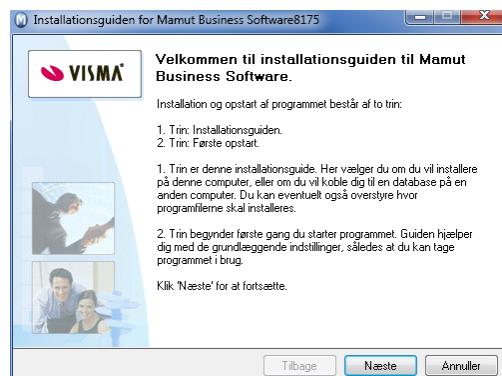 Installationsguiden for Mamut Business Software8175
VISMA
Velkommen til installationsguiden til Mamut
Business Software.
Installation og opstart af programmet består af to trin:
1. Trin: Installationsguiden.
2. Trin: Første opstart.
1. Trin er denne installationsguide. Her vælger du om du vil installere
på denne computer, eller om du vil koble dig til en database på en
anden computer. Du kan eventuelt også overstyre hvor
programfilerne skal installeres.
2. Trin begynder første gang du starter programmet. Guiden hjælper
dig med de grundlæggende indstillinger, således at du kan tage
programmet i brug.
Klik 'Næste' for at fortsætte.
Tilbage
Næste
Annuller